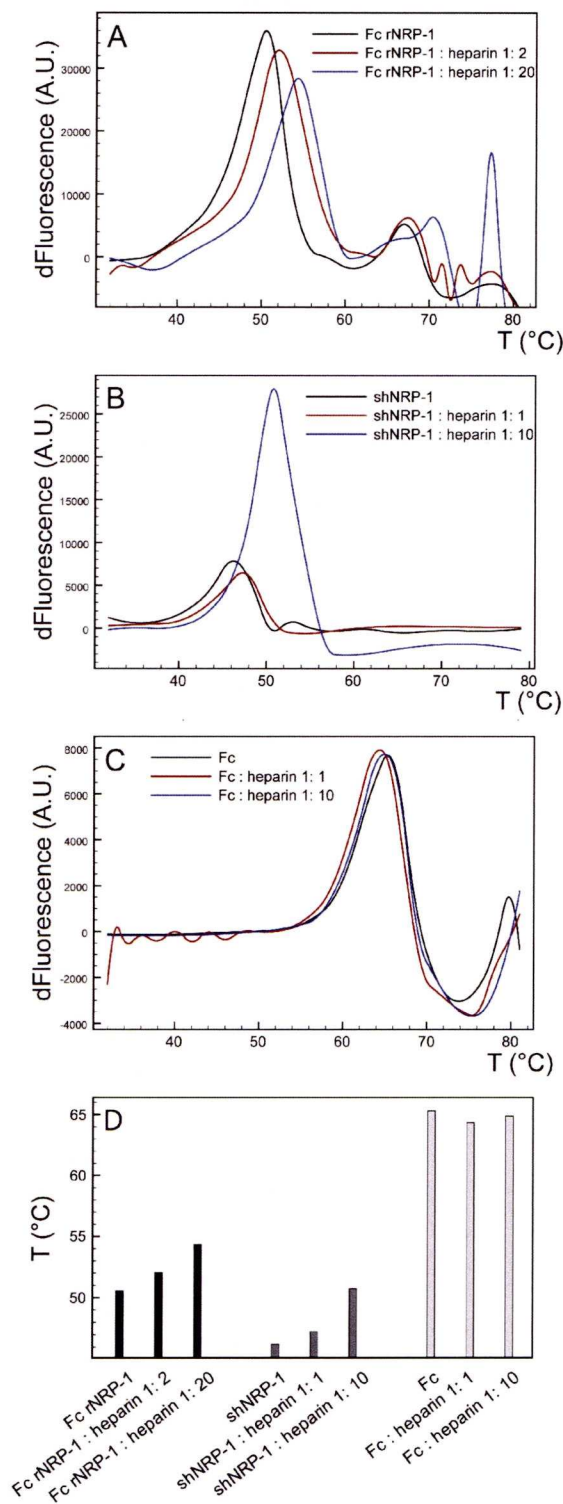 A
Fc rNRP-1
Fc rNRP-1 : heparin 1: 2
Fc rNRP-1 : heparin 1: 20
dFluorescence (A.U.)
30000
20000
10000
0
40
50
60
70
80
T (°C)
B
shNRP-1
shNRP-1 : heparin 1: 1
shNRP-1 : heparin 1: 10
dFluorescence (A.U.)
25000
20000
15000
10000
5000
0
40
50
60
70
80
T (°C)
C
Fc
Fc : heparin 1: 1
Fc : heparin 1: 10
dFluorescence (A.U.)
8000
6000
4000
2000
0
-2000
-4000
40
50
60
70
80
T (°C)
D
T (°C)
65
60
55
50
Fc rNRP-1
Fc rNRP-1 : heparin 1: 2
Fc rNRP-1 : heparin 1: 20
shNRP-1
shNRP-1 : heparin 1: 1
shNRP-1 : heparin 1: 10
Fc
Fc : heparin 1: 1
Fc : heparin 1: 10